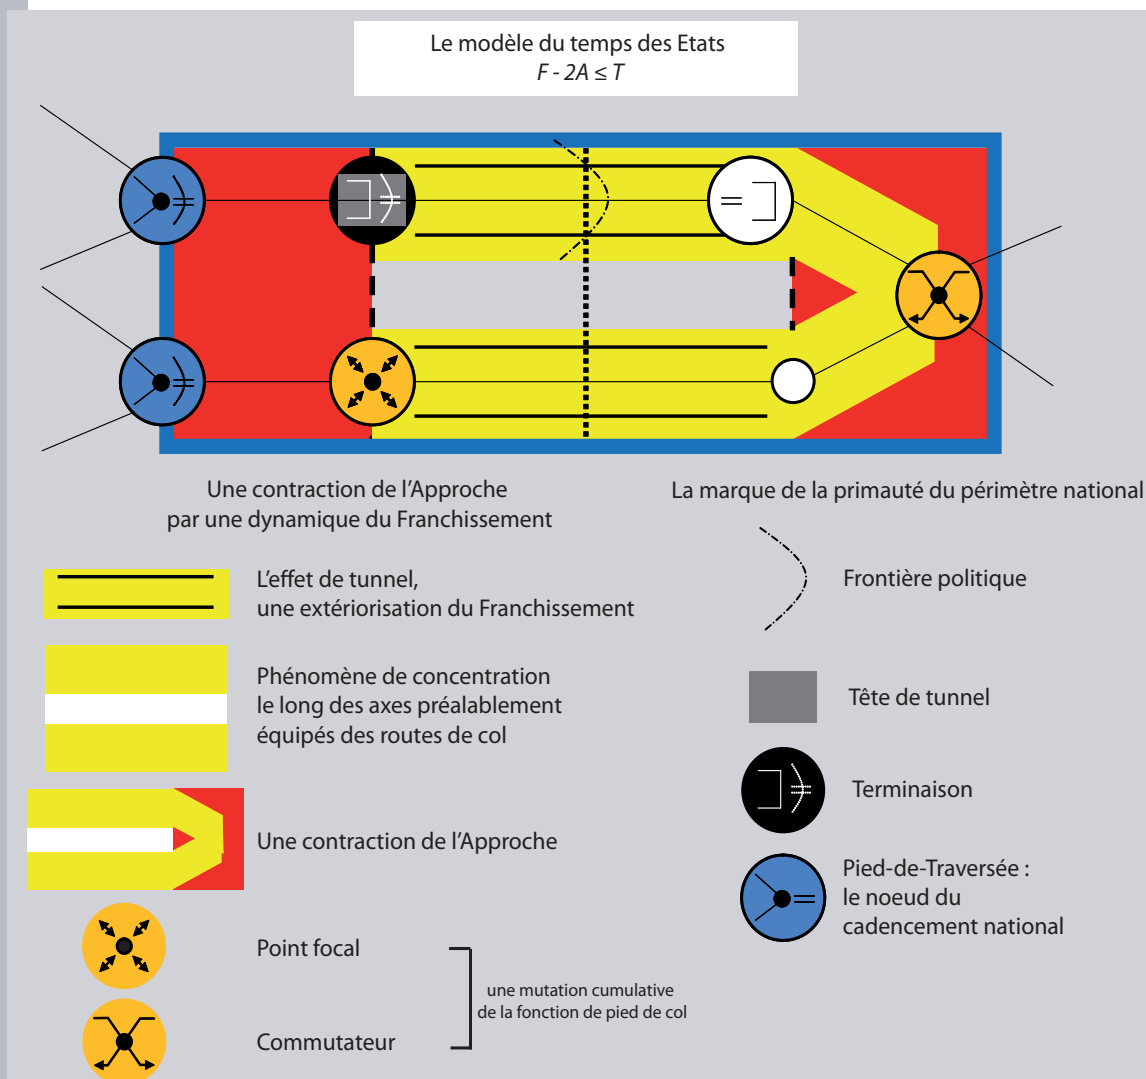 Le modèle du temps des Etats
F - 2A ≤ T
Une contraction de l'Approche
par une dynamique du Franchissement
L'effet de tunnel,
une extériorisation du Franchissement
Phénomène de concentration
le long des axes préalablement
équipés des routes de col
Une contraction de l'Approche
Point focal
Commutateur
une mutation cumulative
de la fonction de pied de col
La marque de la primauté du périmètre national
Frontière politique
Tête de tunnel
Terminaison
Pied-de-Traversée :
le noeud du
cadencement national